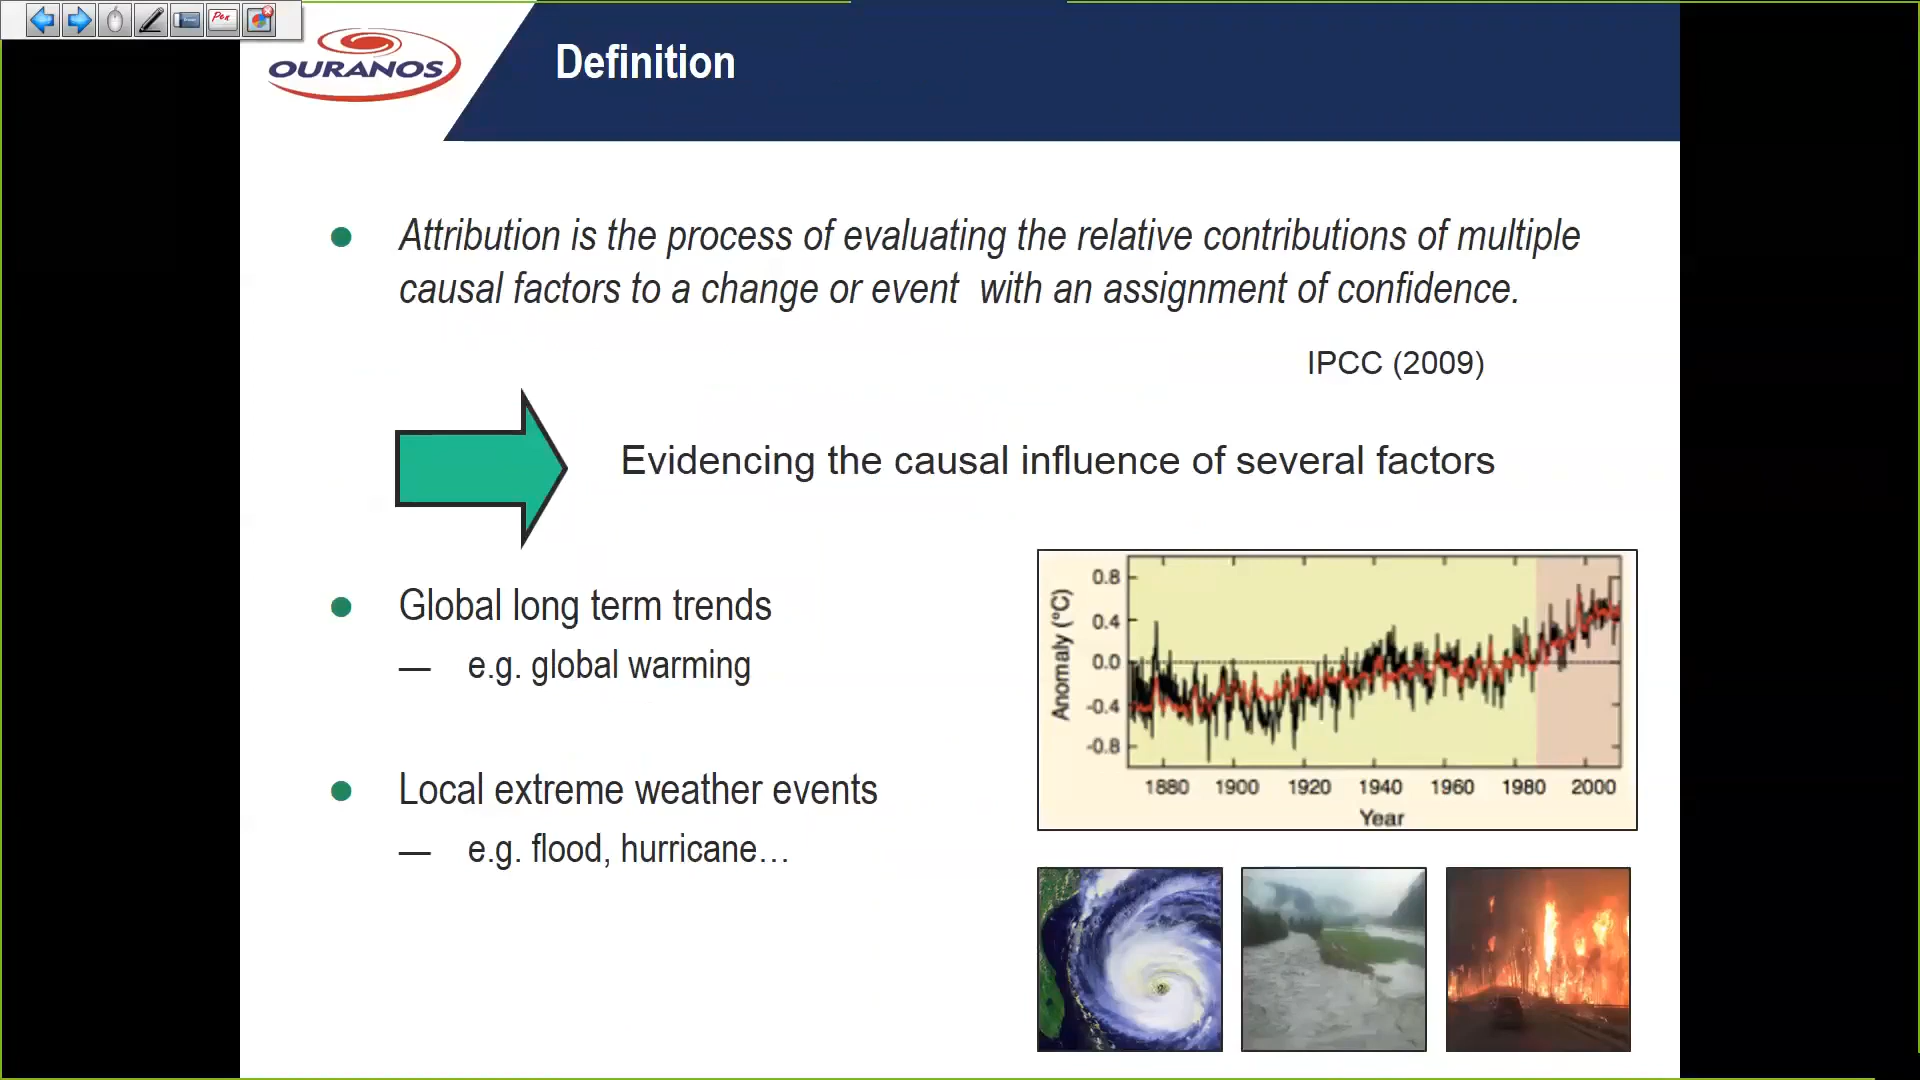 Pen
OURANOS
Definition
Attribution is the process of evaluating the relative contributions of multiple
causal factors to a change or event with an assignment of confidence.
IPCC (2009)
Evidencing the causal influence of several factors
Global long term trends
— e.g. global warming
Local extreme weather events
— e.g. flood, hurricane…
Anomaly (°C)
0.8
0.4
0.0
-0.4
-0.8
1880 1900 1920 1940 1960 1980 2000
Year